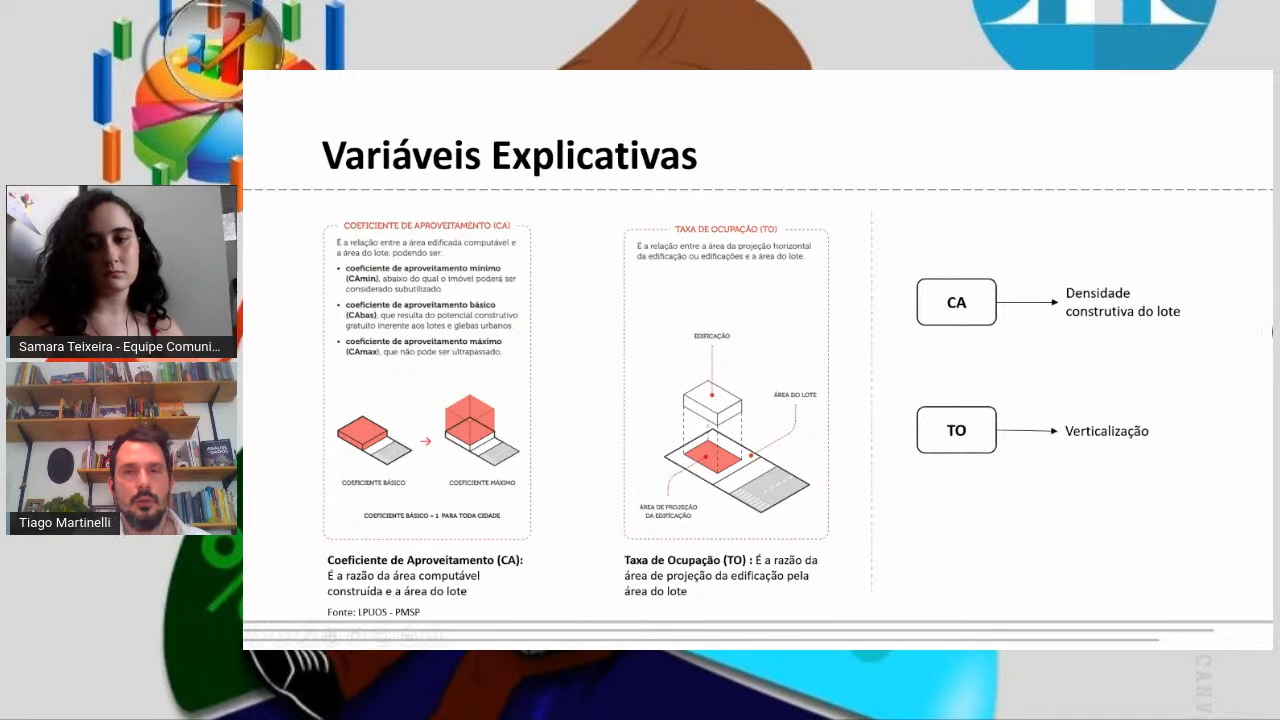 Variáveis Explicativas
COEFICIENTE DE APROVEITAMENTO (CA)
É a relação entre a área edificada computável e
a área do lote, podendo ser:
• coeficiente de aproveitamento mínimo
(CAmin), abaixo do qual o imóvel poderá ser
considerado subutilizado.
• coeficiente de aproveitamento básico
(CAbas), que resulta do potencial construtivo
gratuito inerente aos lotes e glebas urbanos
• coeficiente de aproveitamento máximo
(CAmax), que não pode ser ultrapassado.
COEFICIENTE BÁSICO
COEFICIENTE MÁXIMO
COEFICIENTE BÁSICO = 1 PARA TODA CIDADE
Coeficiente de Aproveitamento (CA):
É a razão da área computável
construída e a área do lote
Fonte: LPUOS - PMSP
TAXA DE OCUPAÇÃO (TO)
É a relação entre a área da projeção horizontal
da edificação ou edificações e a área do lote.
EDIFICAÇÃO
ÁREA DO LOTE
ÁREA DE PROJEÇÃO
DA EDIFICAÇÃO
Taxa de Ocupação (TO) : É a razão da
área de projeção da edificação pela
área do lote
CA
Densidade
construtiva do lote
TO
Verticalização
Samara Teixeira - Equipe Comuni...
Tiago Martinelli
ANÁLISE
DADOS
%
CANV